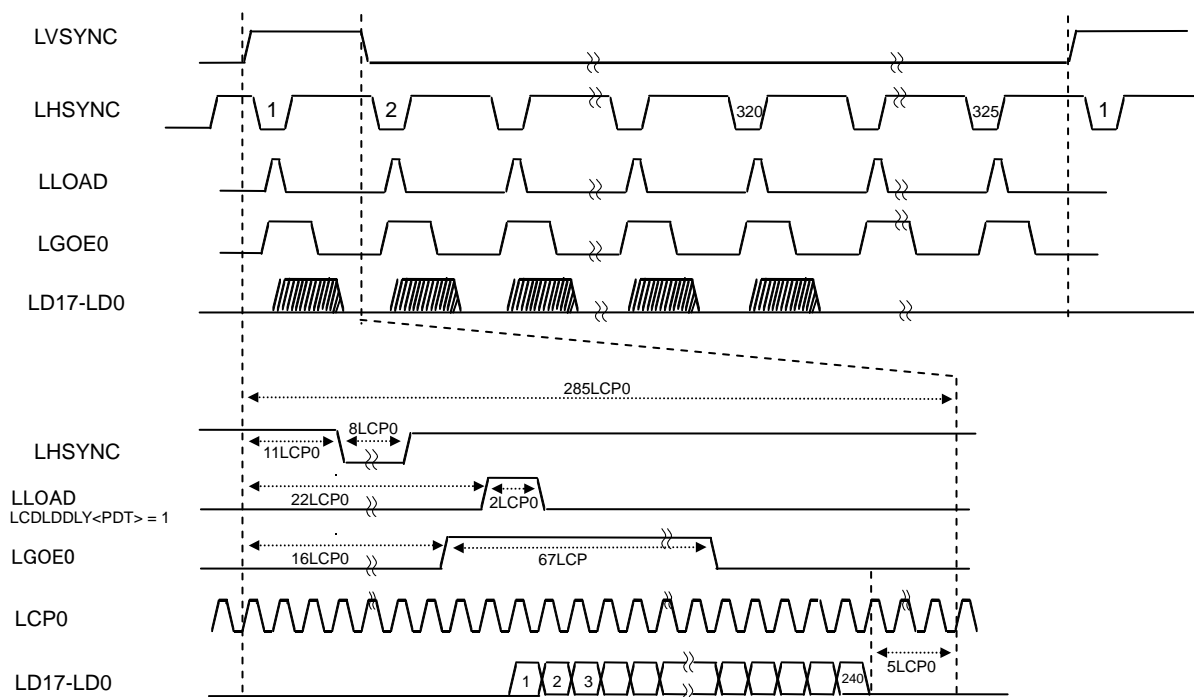 LVSYNC
LHSYNC
1
2
320
325
1
LLOAD
LGOE0
LD17-LD0
285LCP0
LHSYNC
11LCP0
8LCP0
LLOAD
LCDLDDLY<PDT> = 1
22LCP0
2LCP0
LGOE0
16LCP0
67LCP
LCP0
5LCP0
LD17-LD0
1
2
3
240